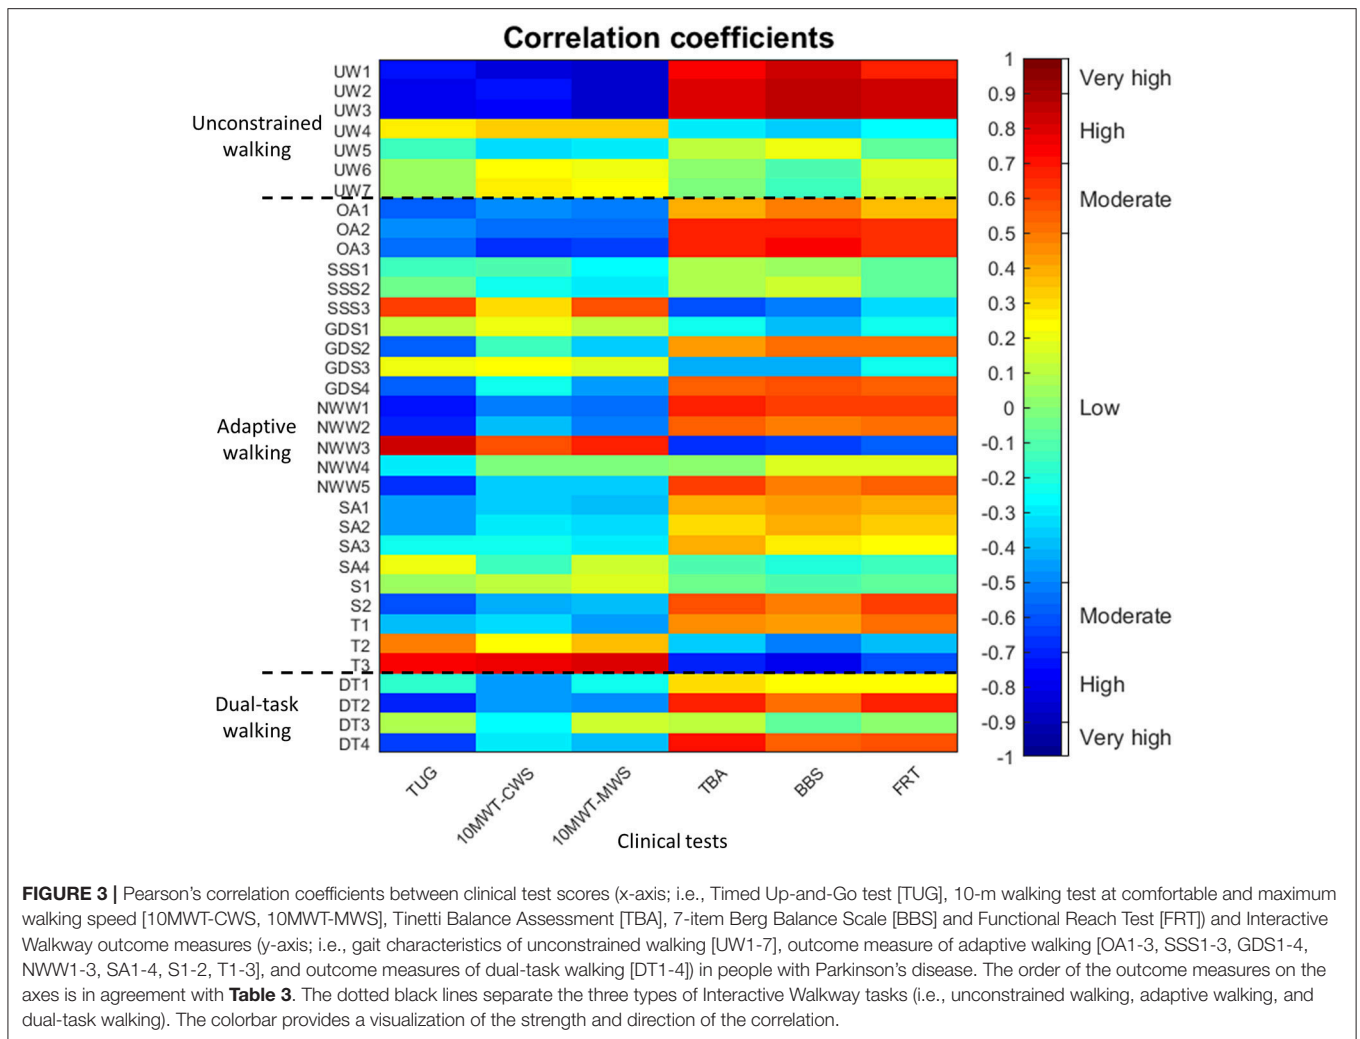 Correlation coefficients
UW1
UW2
UW3
UW4
UW5
UW6
UW7
OA1
OA2
OA3
SSS1
SSS2
SSS3
GDS1
GDS2
GDS3
GDS4
NWW1
NWW2
NWW3
NWW4
NWW5
SA1
SA2
SA3
SA4
S1
S2
T1
T2
T3
DT1
DT2
DT3
DT4
Unconstrained
walking
Adaptive
walking
Dual-task
walking
TUG
10MWT-CWS
10MWT-MWS
TBA
BBS
FRT
Clinical tests
1
0.9
0.8
0.7
0.6
0.5
0.4
0.3
0.2
0.1
0
-0.1
-0.2
-0.3
-0.4
-0.5
-0.6
-0.7
-0.8
-0.9
-1
Very high
High
Moderate
Low
Moderate
High
Very high
FIGURE 3 | Pearson's correlation coefficients between clinical test scores (x-axis; i.e., Timed Up-and-Go test [TUG], 10-m walking test at comfortable and maximum
walking speed [10MWT-CWS, 10MWT-MWS], Tinetti Balance Assessment [TBA], 7-item Berg Balance Scale [BBS] and Functional Reach Test [FRT]) and Interactive
Walkway outcome measures (y-axis; i.e., gait characteristics of unconstrained walking [UW1-7], outcome measure of adaptive walking [OA1-3, SSS1-3, GDS1-4,
NWW1-3, SA1-4, S1-2, T1-3], and outcome measures of dual-task walking [DT1-4]) in people with Parkinson's disease. The order of the outcome measures on the
axes is in agreement with Table 3. The dotted black lines separate the three types of Interactive Walkway tasks (i.e., unconstrained walking, adaptive walking, and
dual-task walking). The colorbar provides a visualization of the strength and direction of the correlation.